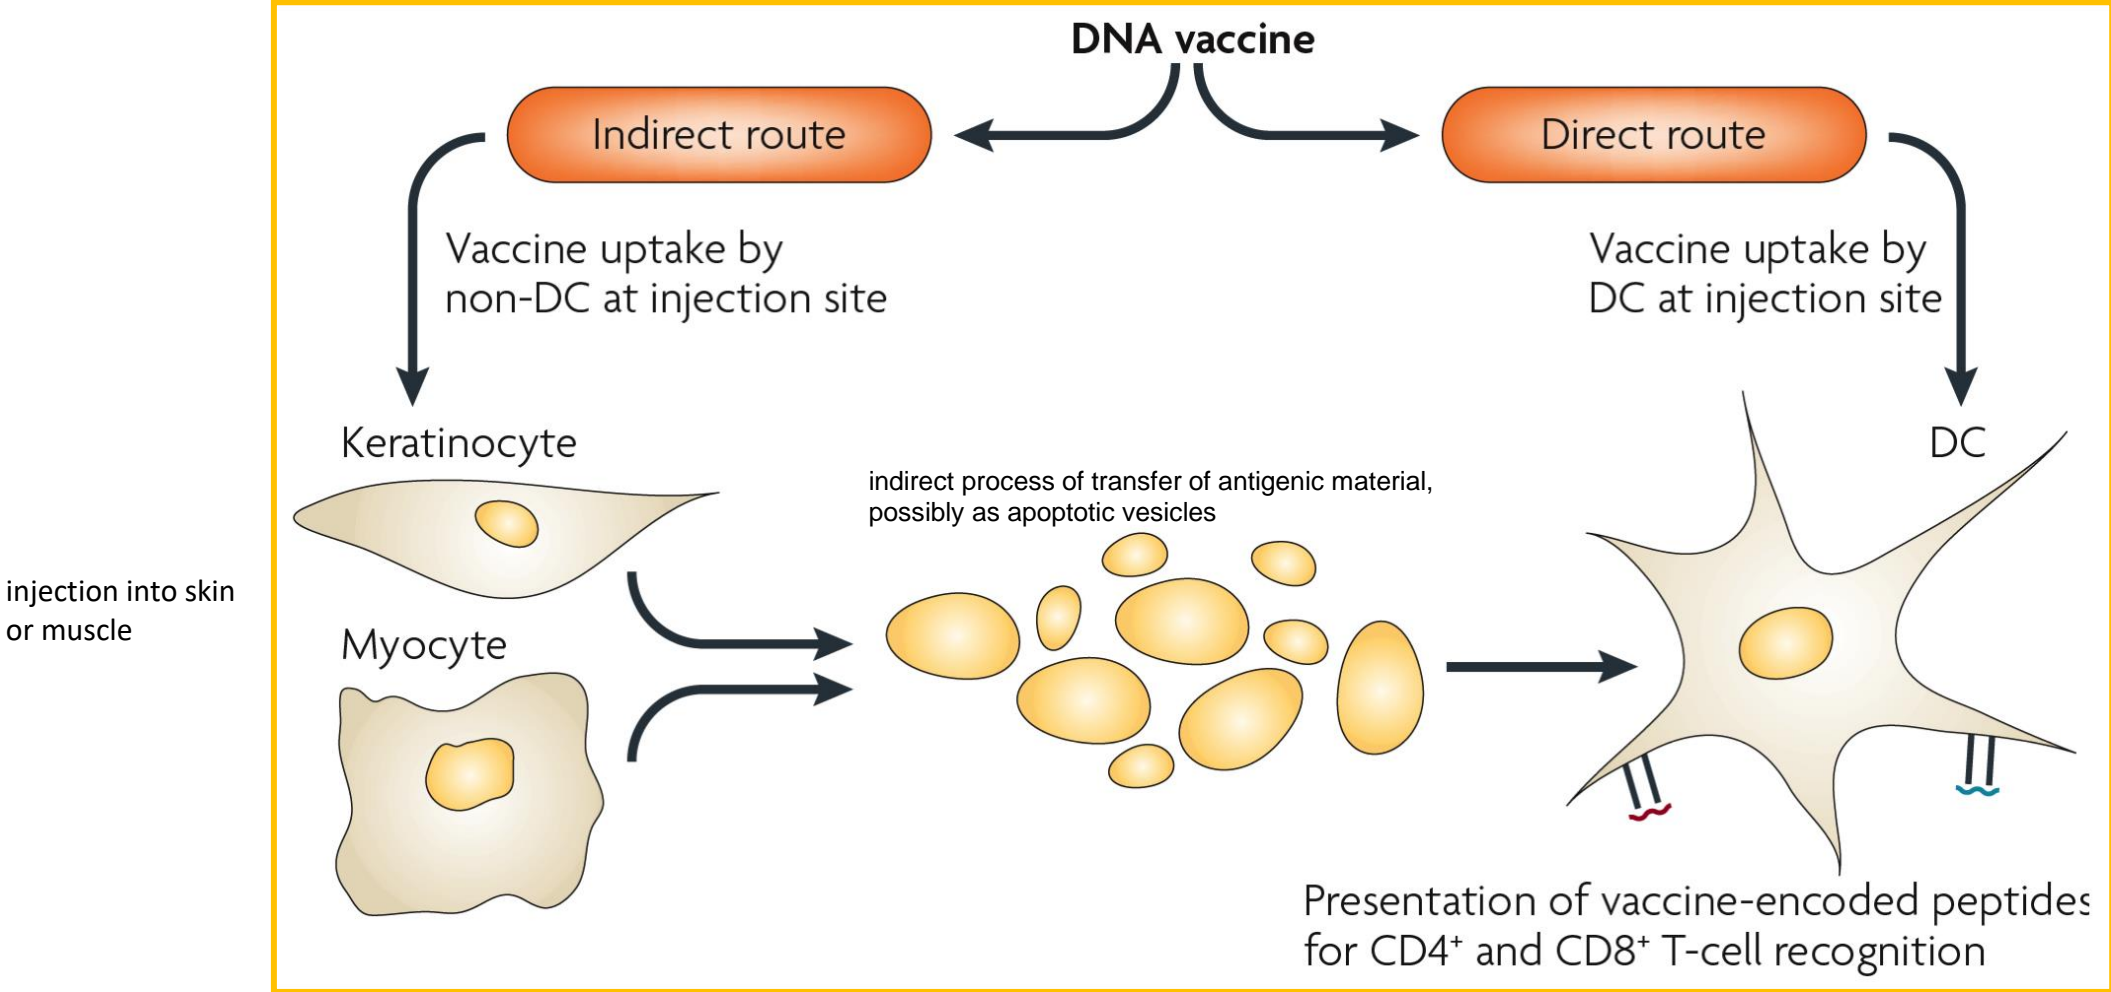 DNA vaccine
Indirect route
Direct route
Vaccine uptake by
non-DC at injection site
Vaccine uptake by
DC at injection site
Keratinocyte
DC
indirect process of transfer of antigenic material,
possibly as apoptotic vesicles
injection into skin
or muscle
Myocyte
Presentation of vaccine-encoded peptides
for CD4⁺ and CD8⁺ T-cell recognition